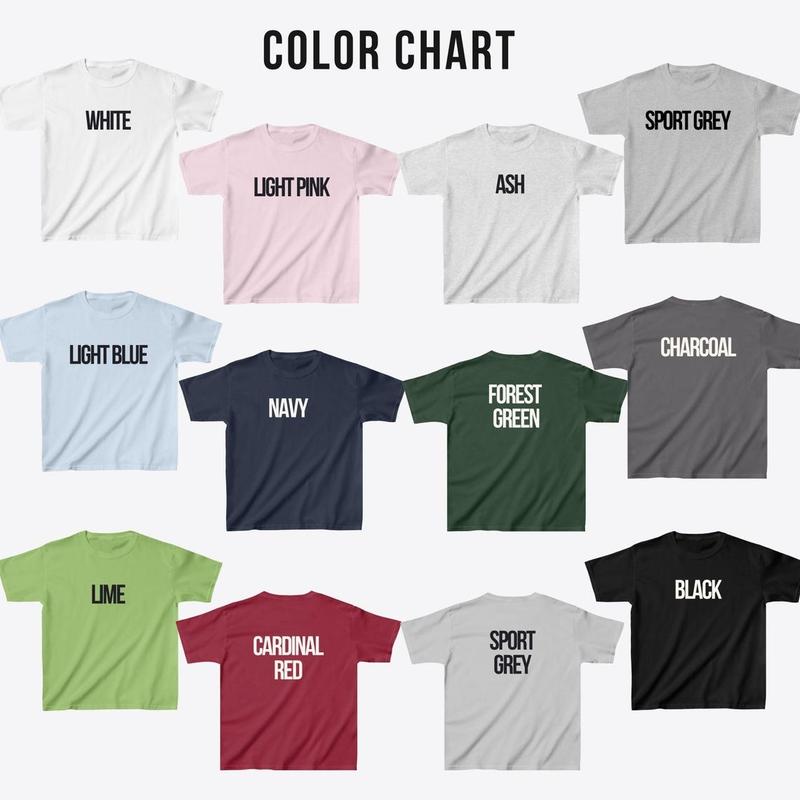 COLOR CHART
WHITE
LIGHT PINK
ASH
SPORT GREY
LIGHT BLUE
NAVY
FOREST
GREEN
CHARCOAL
LIME
CARDINAL
RED
SPORT
GREY
BLACK